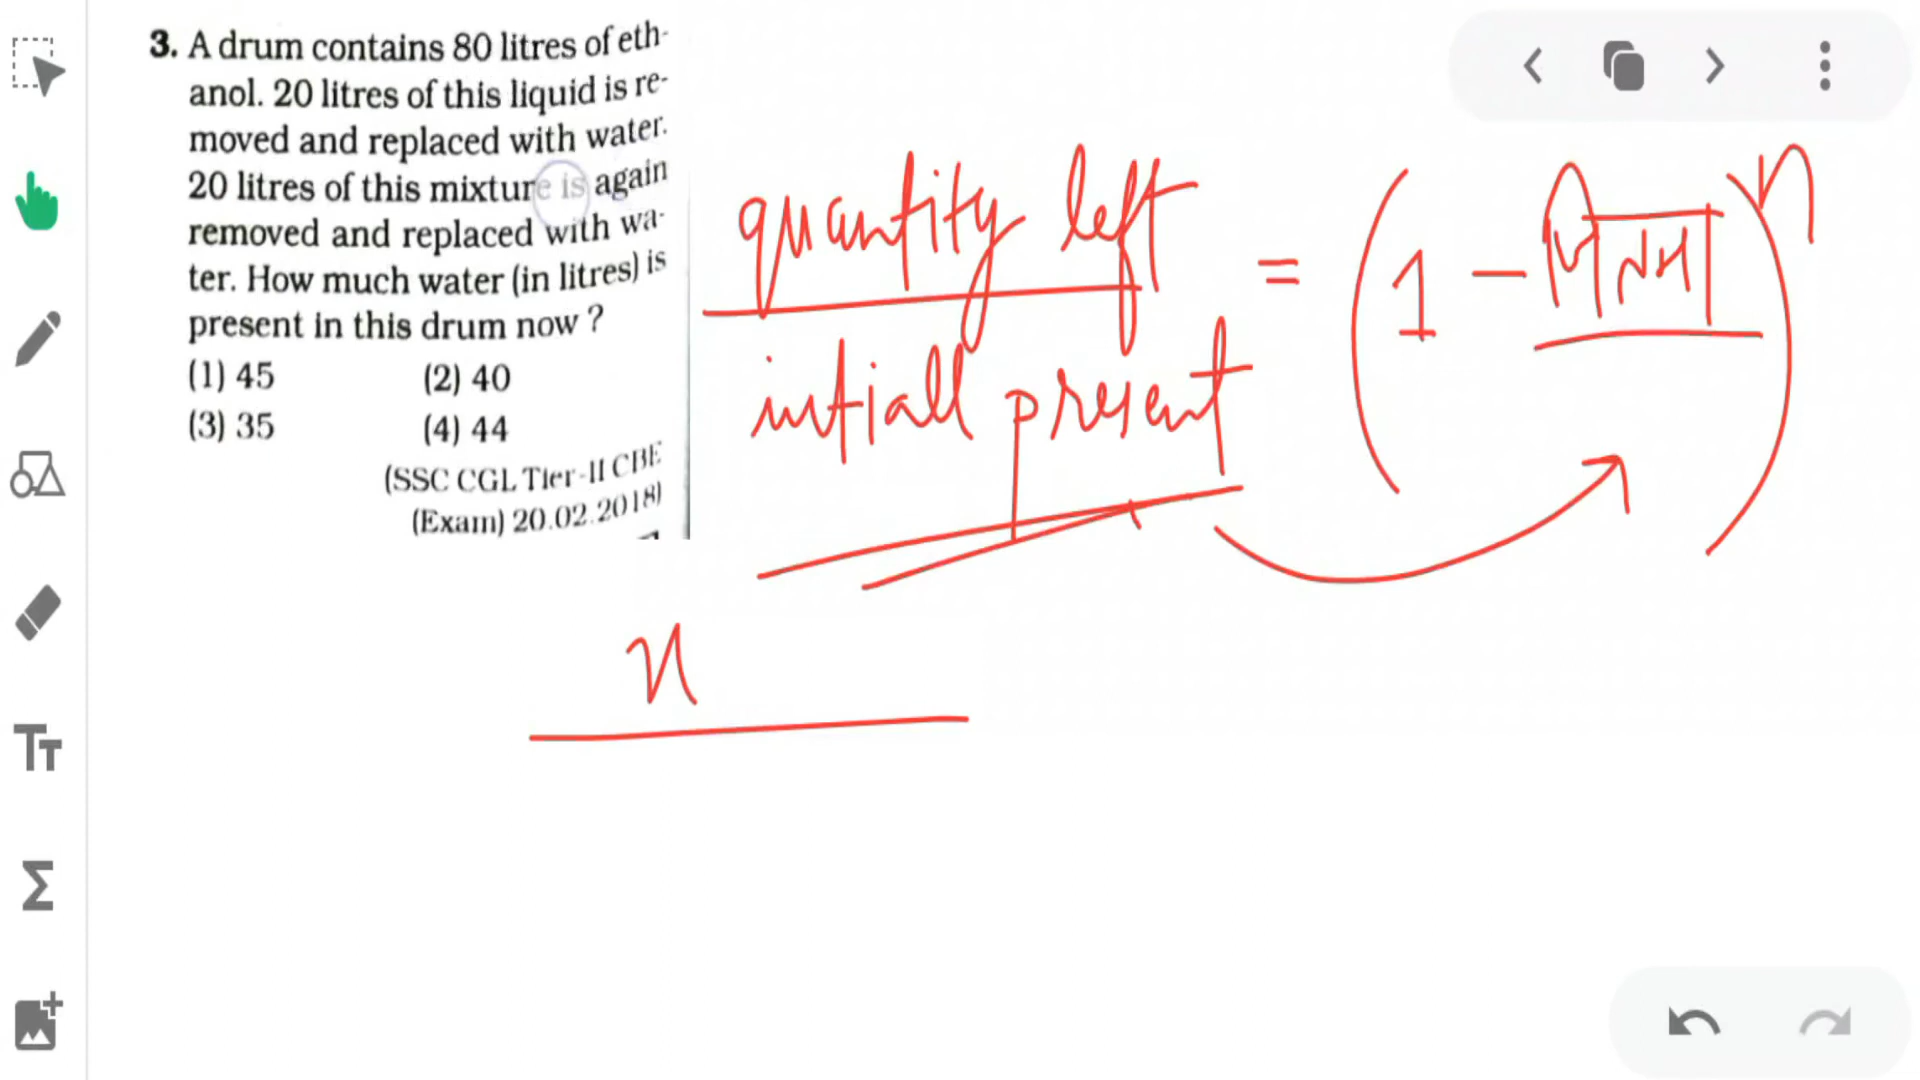 3. A drum contains 80 litres of eth-
anol. 20 litres of this liquid is re-
moved and replaced with water.
20 litres of this mixture is again
removed and replaced with wa-
ter. How much water (in litres) is
present in this drum now ?
(1) 45 (2) 40
(3) 35 (4) 44
(SSC CGL Tier-II CBE
(Exam) 20.02.2018)
quantity left
intiall present
= (1 - )n
x
TT
Σ